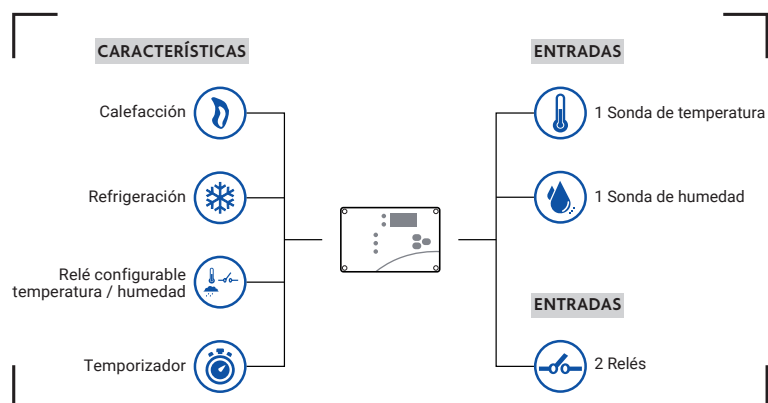 CARACTERÍSTICAS
Calefacción
Refrigeración
Relé configurable
temperatura / humedad
Temporizador
ENTRADAS
1 Sonda de temperatura
1 Sonda de humedad
ENTRADAS
2 Relés